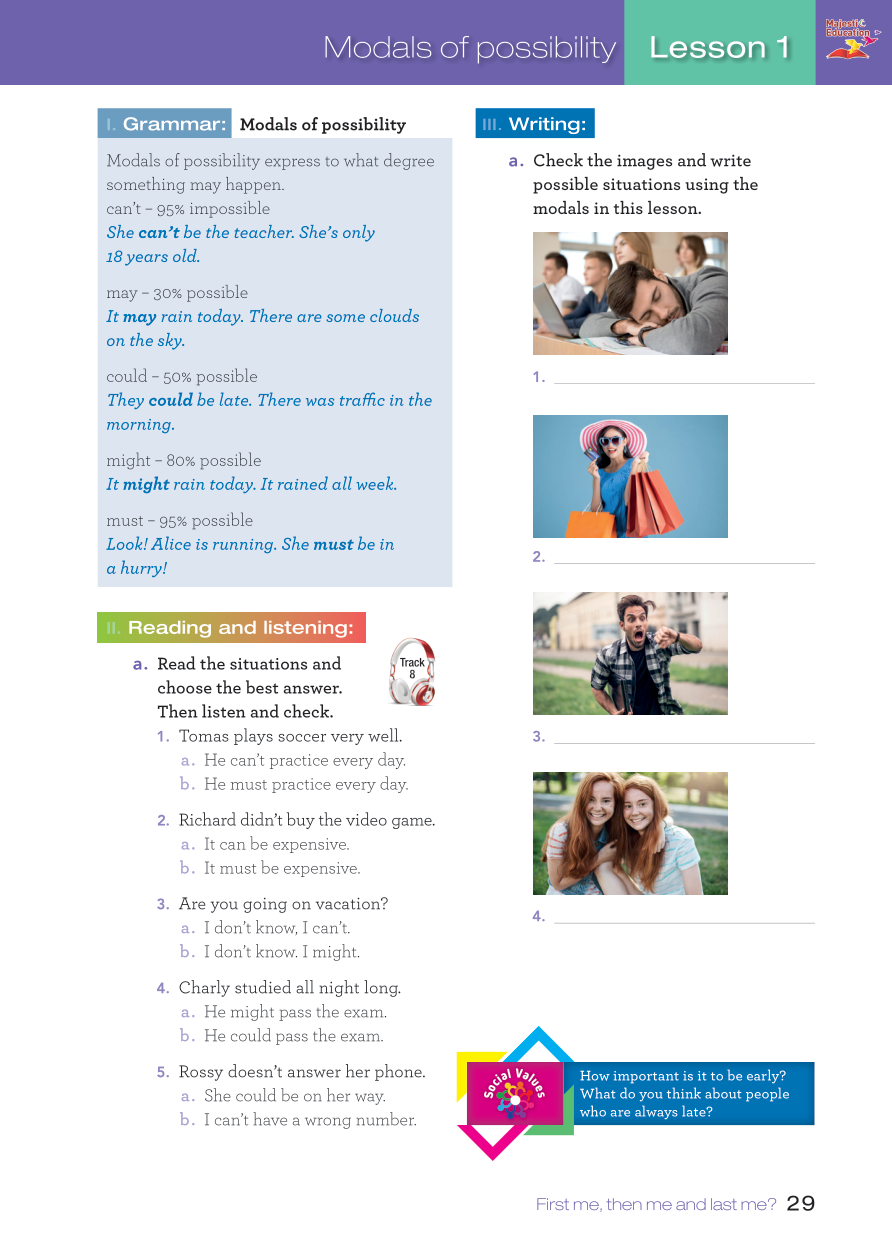 Modals of possibility
Lesson 1
Majestic
Education
I. Grammar: Modals of possibility
Modals of possibility express to what degree
something may happen.
can't – 95% impossible
She can't be the teacher. She's only
18 years old.
may – 30% possible
It may rain today. There are some clouds
on the sky.
could – 50% possible
They could be late. There was traffic in the
morning.
might – 80% possible
It might rain today. It rained all week.
must – 95% possible
Look! Alice is running. She must be in
a hurry!
II. Reading and listening:
a. Read the situations and
choose the best answer.
Then listen and check.
Track
8
1. Tomas plays soccer very well.
a. He can't practice every day.
b. He must practice every day.
2. Richard didn't buy the video game.
a. It can be expensive.
b. It must be expensive.
3. Are you going on vacation?
a. I don't know, I can't.
b. I don't know. I might.
4. Charly studied all night long.
a. He might pass the exam.
b. He could pass the exam.
5. Rossy doesn't answer her phone.
a. She could be on her way.
b. I can't have a wrong number.
III. Writing:
a. Check the images and write
possible situations using the
modals in this lesson.
1.
2.
3.
4.
Social Values
How important is it to be early?
What do you think about people
who are always late?
First me, then me and last me? 29